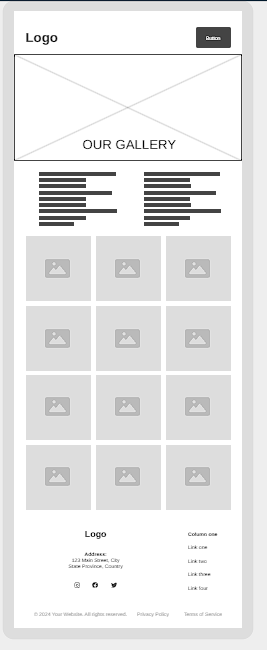 Logo
Button
OUR GALLERY
Logo
Address:
123 Main Street, City
State Province, Country
Column one
Link one
Link two
Link three
Link four
© 2024 Your Website. All rights reserved. Privacy Policy Terms of Service